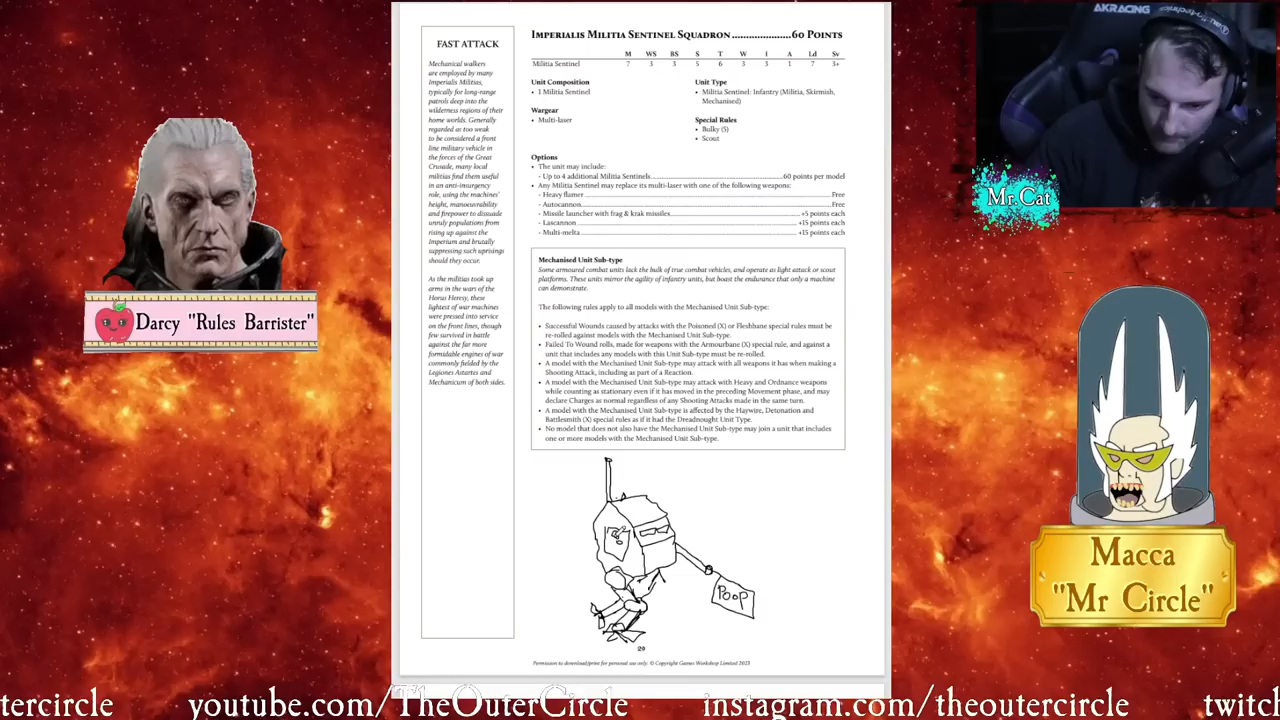 FAST ATTACK
Mechanical walkers
are employed by many
Imperialis Militias,
typically for long-range
patrols deep into the
wilderness regions of their
home worlds. Generally
regarded as too weak
to be considered a front
line military vehicle in
the forces of the Great
Crusade, many local
militias find them useful
in an anti-insurgency
role, using the machines'
height, manoeuvrability
and firepower to dissuade
unruly populations from
rising up against the
Imperium and brutally
suppressing such uprisings
should they occur.
As the militias took up
arms in the wars of the
Horus Heresy, these
lightest of war machines
were pressed into service
on the front lines, though
few survived in battle
against the far more
formidable engines of war
commonly fielded by the
Legiones Astartes and
Mechanicum of both sides.
IMPERIALIS MILITIA SENTINEL SQUADRON.....................60 POINTS
M WS BS S T W I A Ld Sv
Militia Sentinel 7 3 3 5 6 3 3 1 7 3+
Unit Composition
• 1 Militia Sentinel
Wargear
• Multi-laser
Unit Type
• Militia Sentinel: Infantry (Militia, Skirmish,
Mechanised)
Special Rules
• Bulky (5)
• Scout
Options
• The unit may include:
- Up to 4 additional Militia Sentinels 60 points per model
• Any Militia Sentinel may replace its multi-laser with one of the following weapons:
- Heavy flamer Free
- Autocannon Free
- Missile launcher with frag & krak missiles +5 points each
- Lascannon +15 points each
- Multi-melta +15 points each
Mechanised Unit Sub-type
Some armoured combat units lack the bulk of true combat vehicles, and operate as light attack or scout
platforms. These units mirror the agility of infantry units, but boast the endurance that only a machine
can demonstrate.
The following rules apply to all models with the Mechanised Unit Sub-type:
• Successful Wounds caused by attacks with the Poisoned (X) or Fleshbane special rules must be
re-rolled against models with the Mechanised Unit Sub-type.
• Failed To Wound rolls, made for weapons with the Armourbane (X) special rule, and against a
unit that includes any models with this Unit Sub-type must be re-rolled.
• A model with the Mechanised Unit Sub-type may attack with all weapons it has when making a
Shooting Attack, including as part of a Reaction.
• A model with the Mechanised Unit Sub-type may attack with Heavy and Ordnance weapons
while counting as stationary even if it has moved in the preceding Movement phase, and may
declare Charges as normal regardless of any Shooting Attacks made in the same turn.
• A model with the Mechanised Unit Sub-type is affected by the Haywire, Detonation and
Battlesmith (X) special rules as if it had the Dreadnought Unit Type.
• No model that does not also have the Mechanised Unit Sub-type may join a unit that includes
one or more models with the Mechanised Unit Sub-type.
POOP
29
Permission to download/print for personal use only. © Copyright Games Workshop Limited 2023
AKRACING
Mr.Cat
Darcy "Rules Barrister"
Macca
"Mr Circle"
tercircle youtube.com/TheOuterCircle instagram.com/theoutercircle twitch